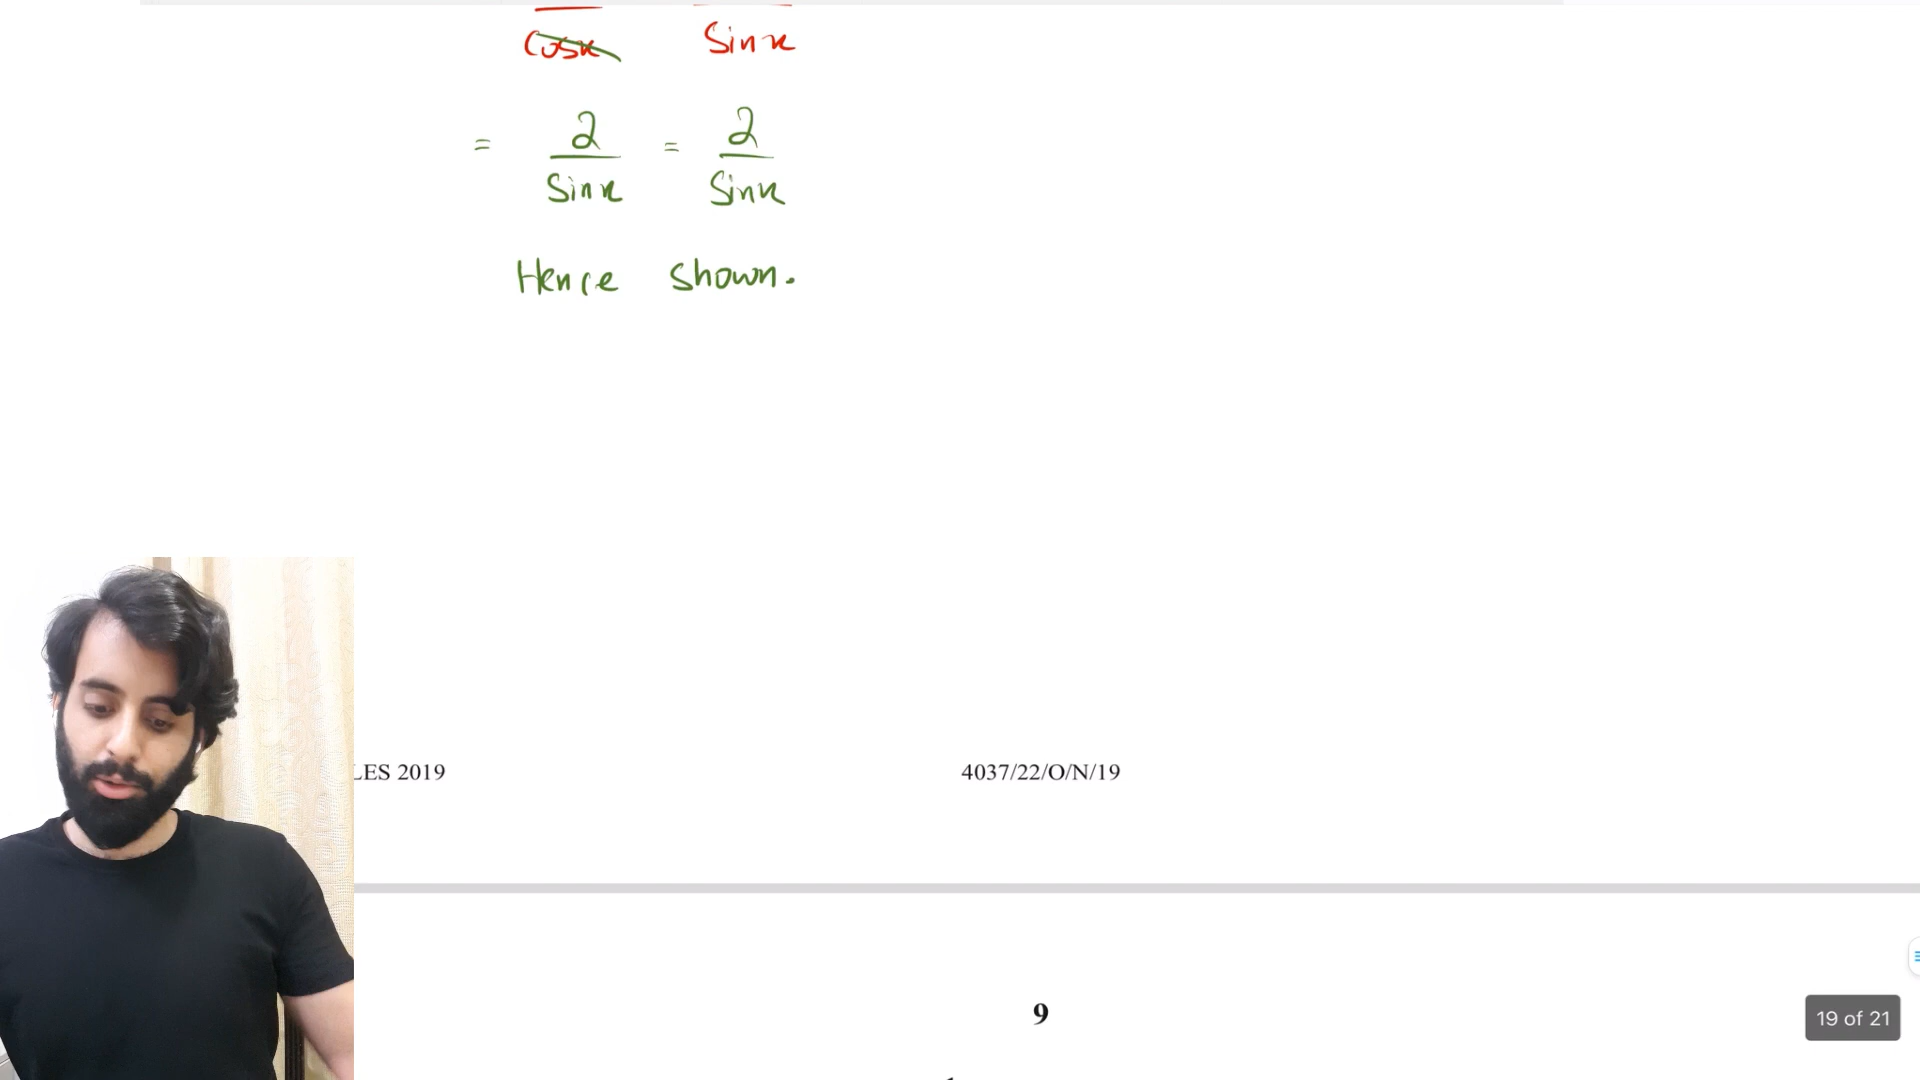 Cosx Sinx
= 2/Sinx = 2/Sinx
Hence shown.
LES 2019 4037/22/O/N/19
9
19 of 21